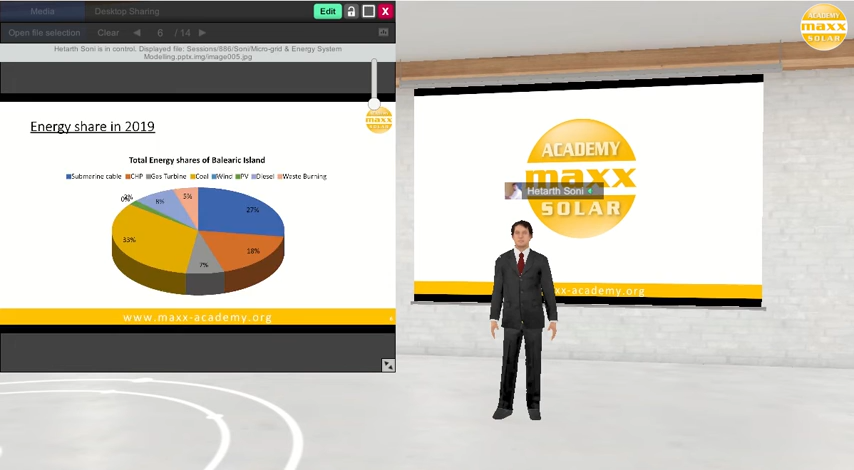 Media
Desktop Sharing
Edit
X
Open file selection
Clear
6 / 14
Hetarth Soni is in control. Displayed file: Sessions/886/Soni/Micro-grid & Energy System
Modelling.pptx.img/image005.jpg
maxx
SOLAR
Energy share in 2019
Total Energy shares of Balearic Island
Submarine cable CHP Gas Turbine Coal Wind PV Diesel Waste Burning
27%
18%
7%
33%
0%
8%
5%
www.maxx-academy.org
ACADEMY
maxx
SOLAR
Hetarth Soni
xx-academy.org
ACADEMY
maxx
SOLAR